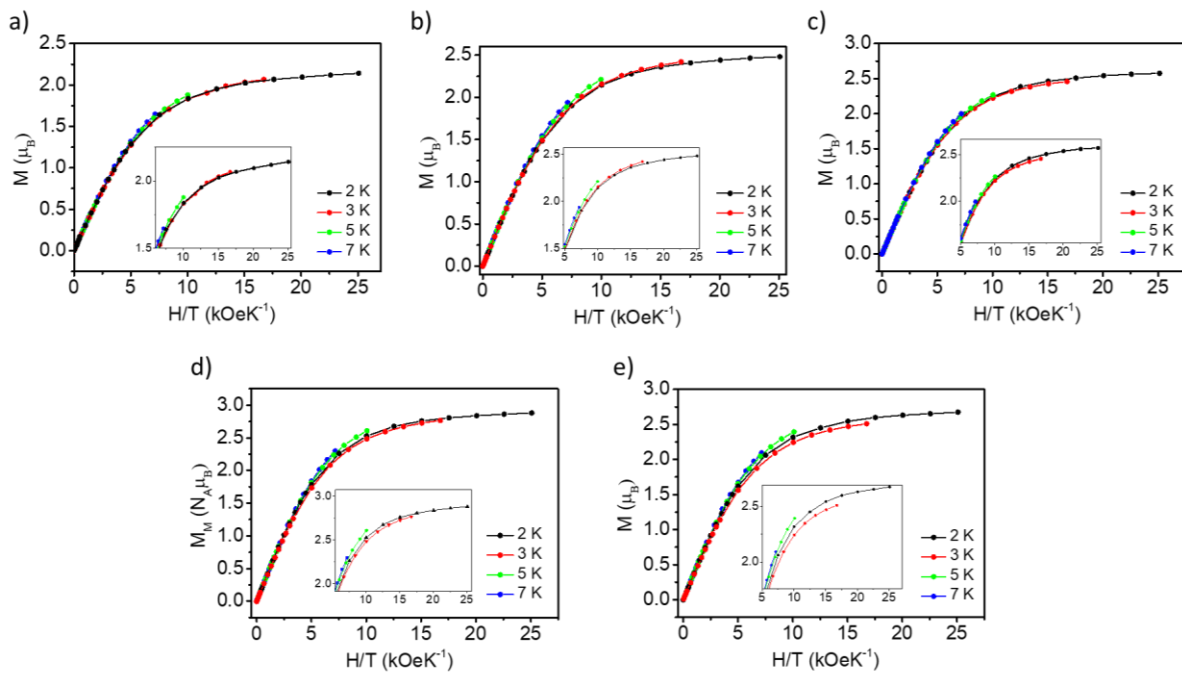 a)
M (μB)
2.5
2.0
1.5
1.0
0.5
0.0
0 5 10 15 20 25
H/T (kOeK⁻¹)
2.0
1.5
10 15 20 25
2 K
3 K
5 K
7 K
b)
M (μB)
2.5
2.0
1.5
1.0
0.5
0.0
0 5 10 15 20 25
H/T (kOeK⁻¹)
2.5
2.0
1.5
5 10 15 20 25
2 K
3 K
5 K
7 K
c)
M (μB)
3.0
2.5
2.0
1.5
1.0
0.5
0.0
0 5 10 15 20 25
H/T (kOeK⁻¹)
2.5
2.0
5 10 15 20 25
2 K
3 K
5 K
7 K
d)
MM (NAμB)
3.0
2.5
2.0
1.5
1.0
0.5
0.0
0 5 10 15 20 25
H/T (kOeK⁻¹)
3.0
2.5
2.0
10 15 20 25
2 K
3 K
5 K
7 K
e)
M (μB)
3.0
2.5
2.0
1.5
1.0
0.5
0.0
0 5 10 15 20 25
H/T (kOeK⁻¹)
2.5
2.0
5 10 15 20 25
2 K
3 K
5 K
7 K